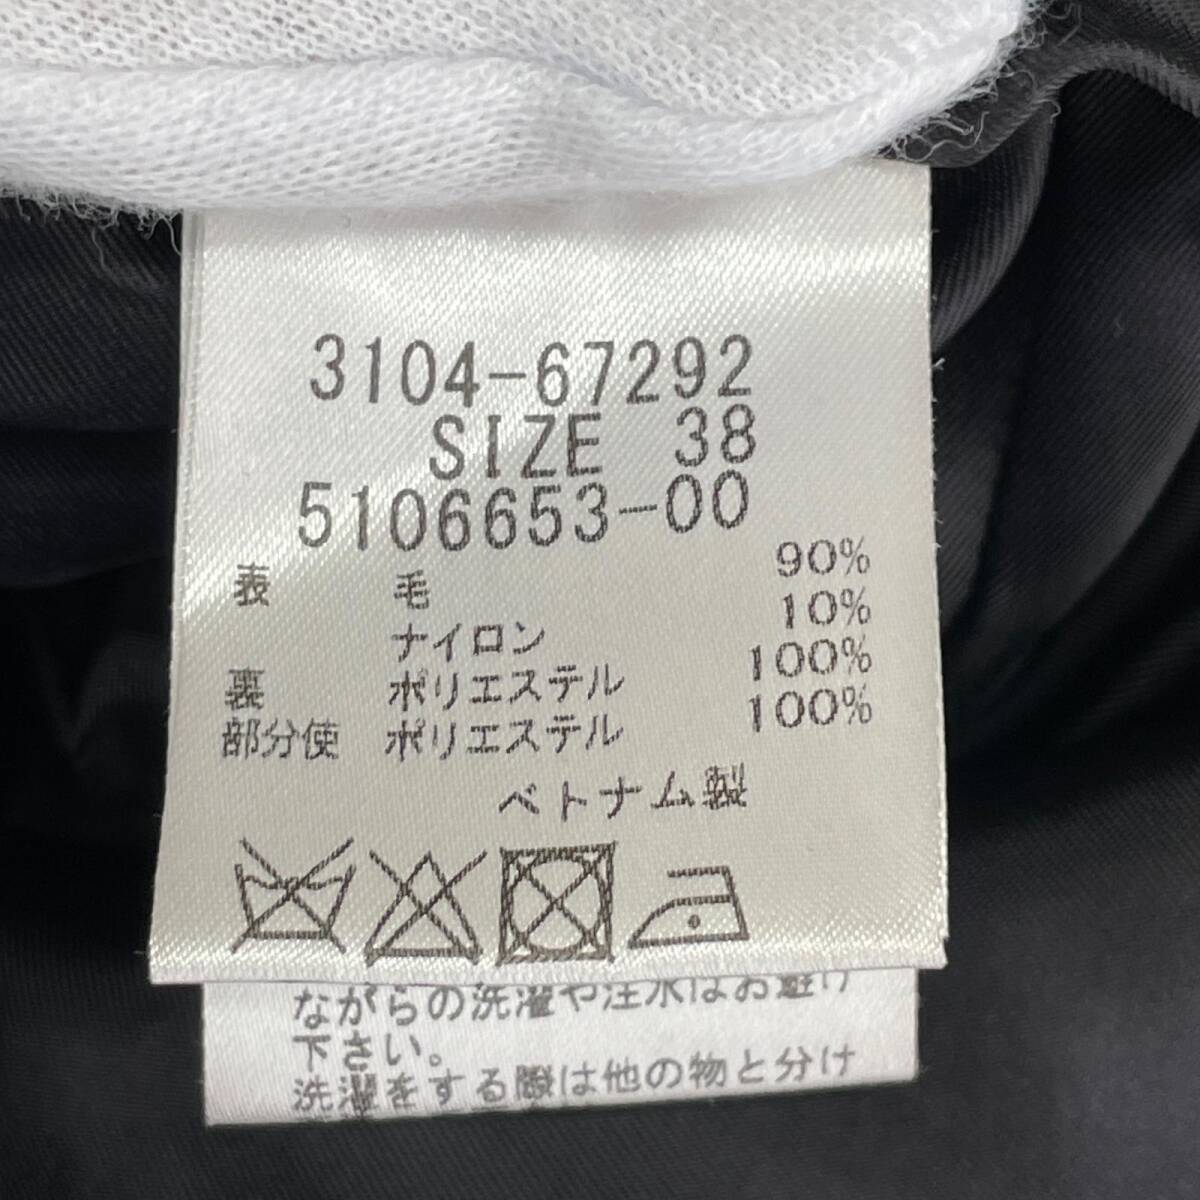 3104-67292
SIZE 38
5106653-00
表 毛 90%
ナイロン 10%
裏 ポリエステル 100%
部分使 ポリエステル 100%
ベトナム製
ながらの洗濯や注水はお避け
下さい。
洗濯をする際は他の物と分け